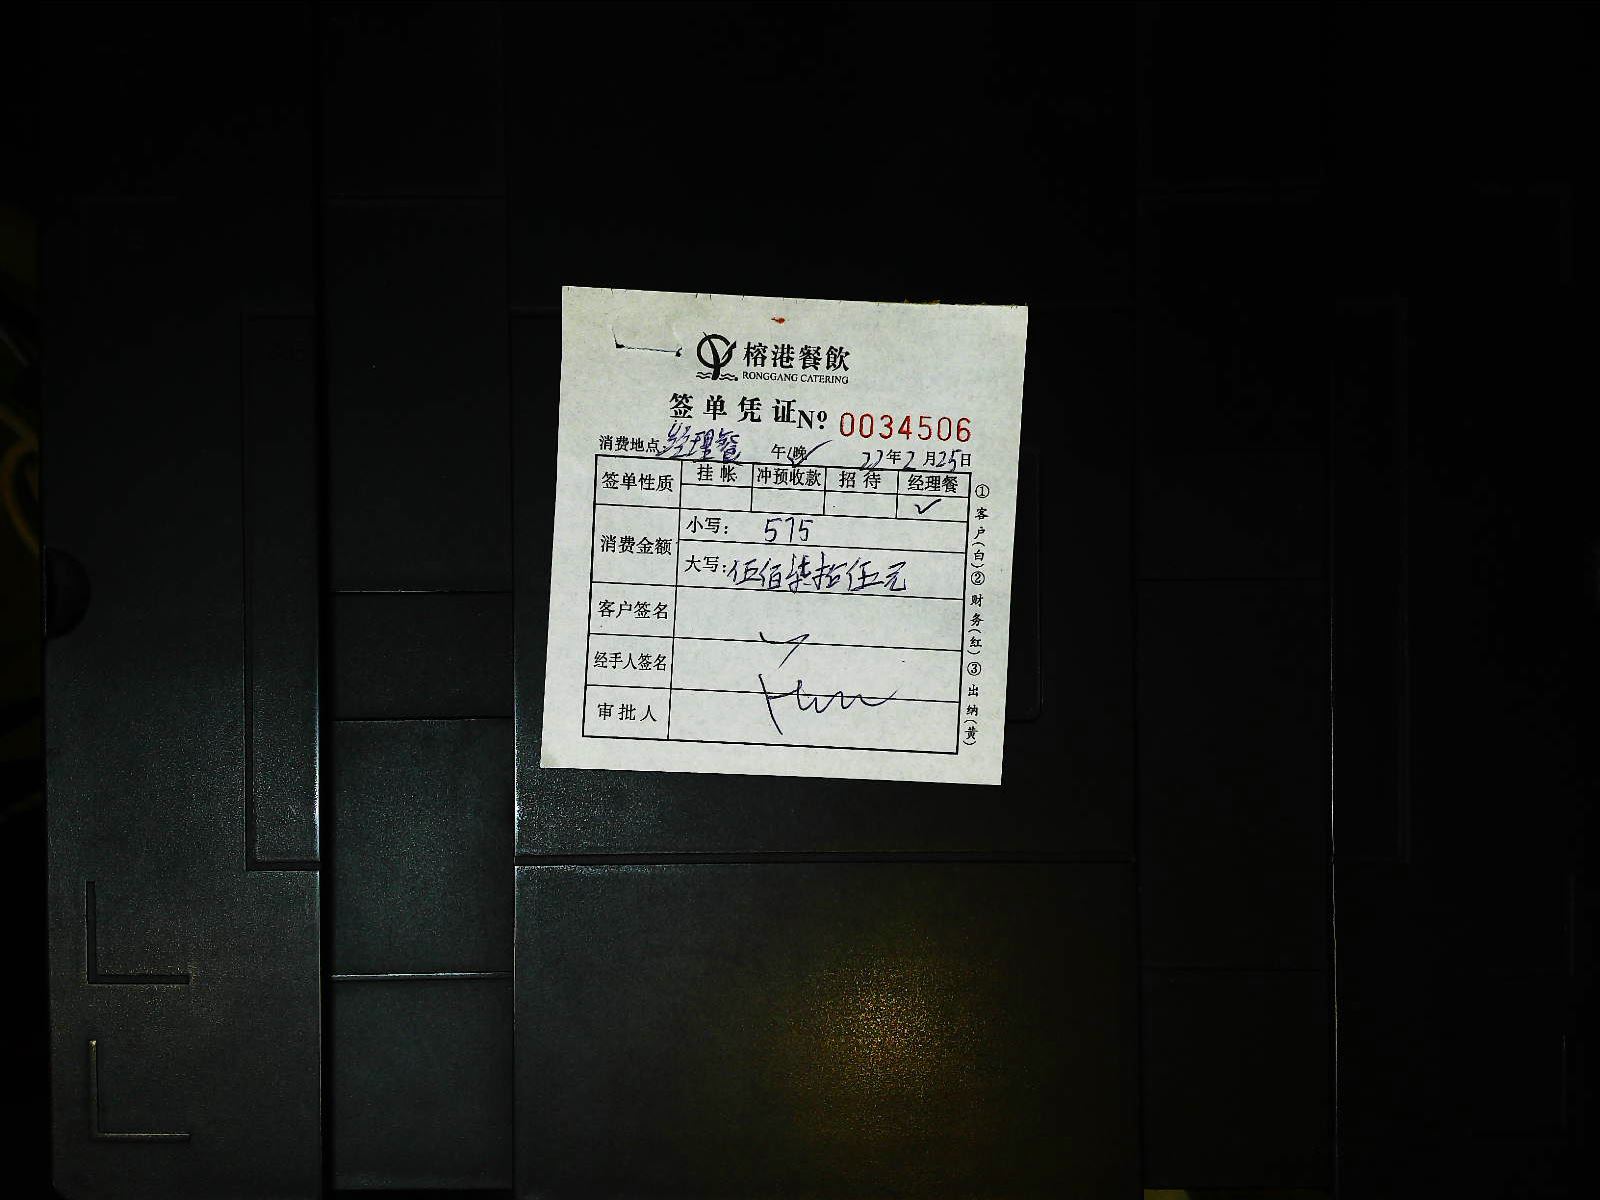 榕港餐飲
RONGGANG CATERING
签单凭证 Nº 0034506
消费地点:经理餐 午(晚✓ 22年2月25日
签单性质 挂帐 冲预收款 招待 经理餐
✓
消费金额 小写: 575
大写: 伍佰柒拾伍元
客户签名
经手人签名
审批人
①客户(白)②财务(红)③出纳(黄)